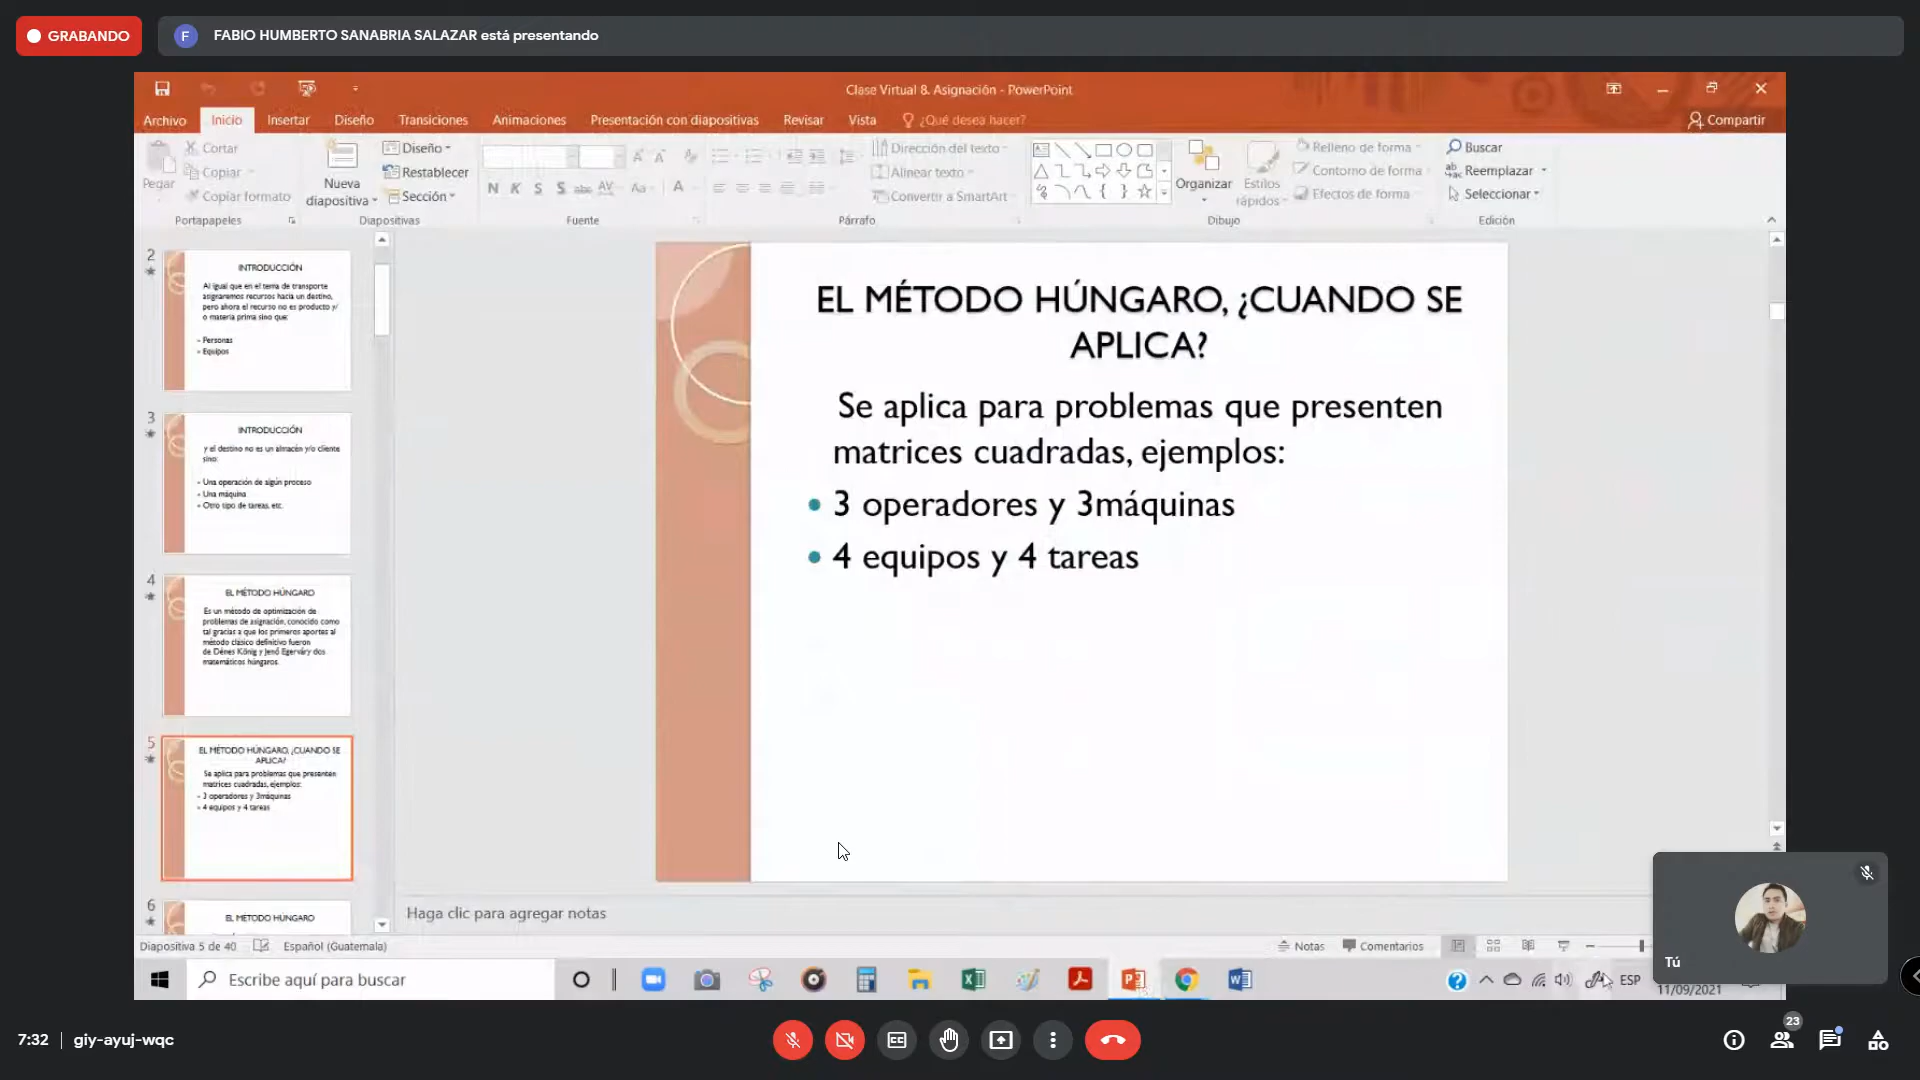 GRABANDO
F
FABIO HUMBERTO SANABRIA SALAZAR está presentando
Clase Virtual 8. Asignación - PowerPoint
Archivo
Inicio
Insertar
Diseño
Transiciones
Animaciones
Presentación con diapositivas
Revisar
Vista
¿Qué desea hacer?
Compartir
Pegar
Cortar
Copiar
Copiar formato
Portapapeles
Nueva
diapositiva
Diseño
Restablecer
Sección
Diapositivas
N K S S abc AV Aa A
Fuente
Dirección del texto
Alinear texto
Convertir a SmartArt
Párrafo
Organizar
Estilos
rápidos
Relleno de forma
Contorno de forma
Efectos de forma
Dibujo
Buscar
Reemplazar
Seleccionar
Edición
2
INTRODUCCIÓN
Al igual que en el tema de transporte
asignaremos recursos hacia un destino,
pero ahora el recurso no es producto y/
o materia prima sino que:
- Personas
- Equipos
3
INTRODUCCIÓN
y el destino no es un almacén y/o cliente
sino:
- Una operación de algún proceso
- Una máquina
- Otro tipo de tareas, etc.
4
EL MÉTODO HÚNGARO
Es un método de optimización de
problemas de asignación, conocido como
tal gracias a que los primeros aportes al
método clásico definitivo fueron
de Dénes König y Jenő Egerváry dos
matemáticos húngaros.
5
EL MÉTODO HÚNGARO, ¿CUANDO SE
APLICA?
Se aplica para problemas que presenten
matrices cuadradas, ejemplos:
- 3 operadores y 3máquinas
- 4 equipos y 4 tareas
6
EL MÉTODO HÚNGARO
EL MÉTODO HÚNGARO, ¿CUANDO SE
APLICA?
Se aplica para problemas que presenten
matrices cuadradas, ejemplos:
• 3 operadores y 3máquinas
• 4 equipos y 4 tareas
Haga clic para agregar notas
Diapositiva 5 de 40
Español (Guatemala)
Notas
Comentarios
Tú
Escribe aquí para buscar
ESP
11/09/2021
7:32
giy-ayuj-wqc
23